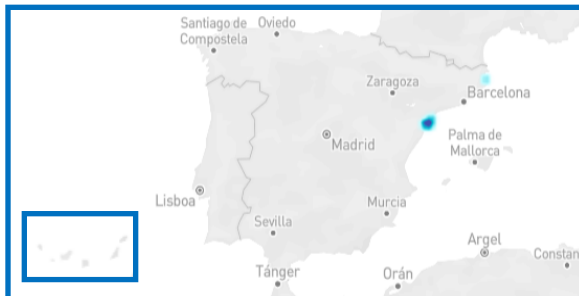 Santiago de
Compostela
Oviedo
Zaragoza
Barcelona
Madrid
Palma de
Mallorca
Lisboa
Murcia
Sevilla
Argel
Constan
Tánger
Orán